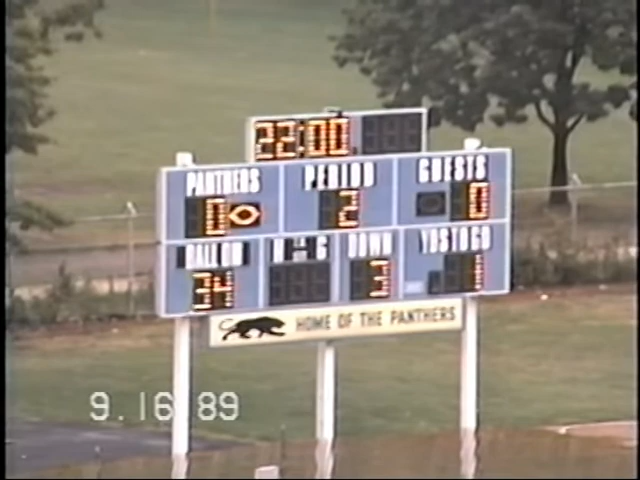 22:00
PANTHERS PERIOD GUESTS
0 2 0
BALL ON DOWN YDS TO GO
34 3 1
HOME OF THE PANTHERS
9.16.89